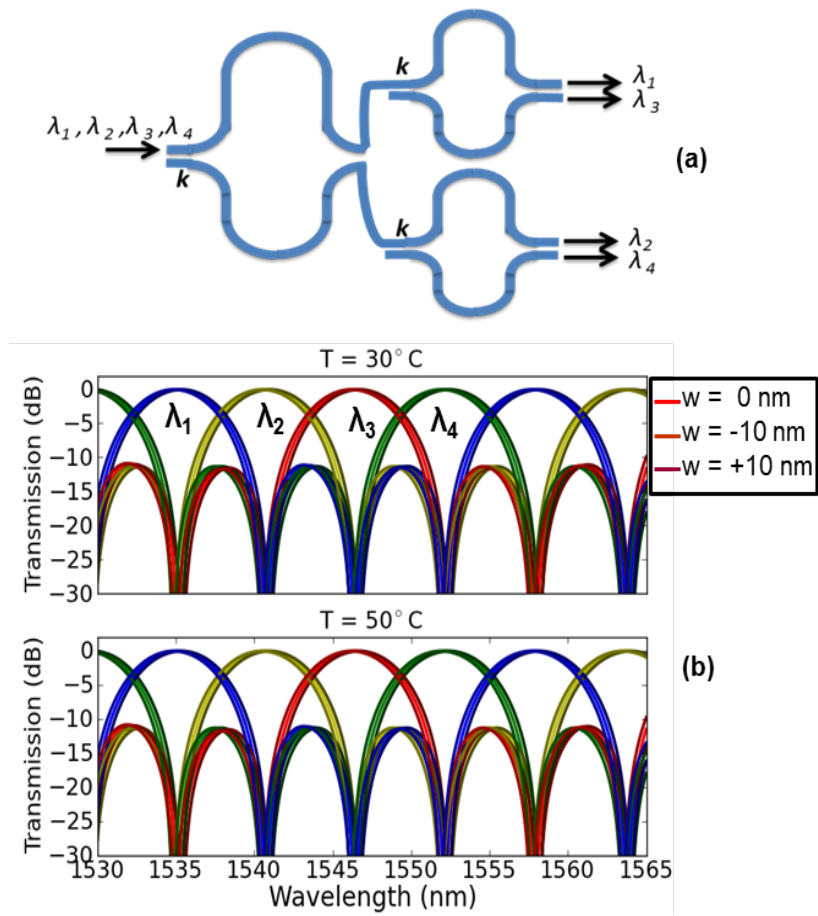 λ1 , λ2 , λ3 , λ4
k
k
λ1
λ3
(a)
k
λ2
λ4
T = 30°C
Transmission (dB)
0
−5
−10
−15
−20
−25
−30
λ1
λ2
λ3
λ4
w = 0 nm
w = -10 nm
w = +10 nm
T = 50°C
Transmission (dB)
0
−5
−10
−15
−20
−25
−30
(b)
1530 1535 1540 1545 1550 1555 1560 1565
Wavelength (nm)